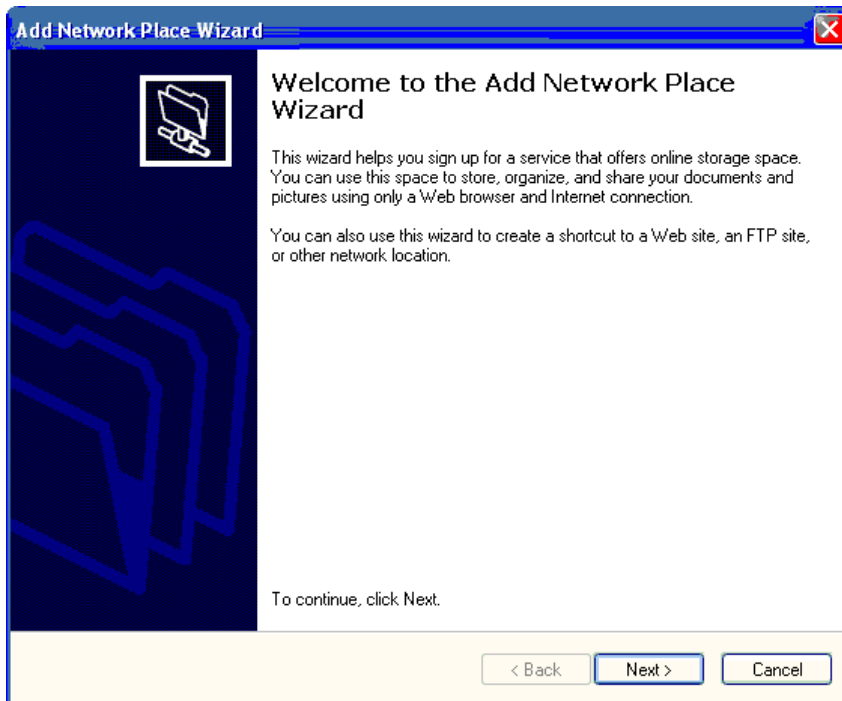 Add Network Place Wizard
Welcome to the Add Network Place
Wizard
This wizard helps you sign up for a service that offers online storage space.
You can use this space to store, organize, and share your documents and
pictures using only a Web browser and Internet connection.
You can also use this wizard to create a shortcut to a Web site, an FTP site,
or other network location.
To continue, click Next.
< Back
Next >
Cancel